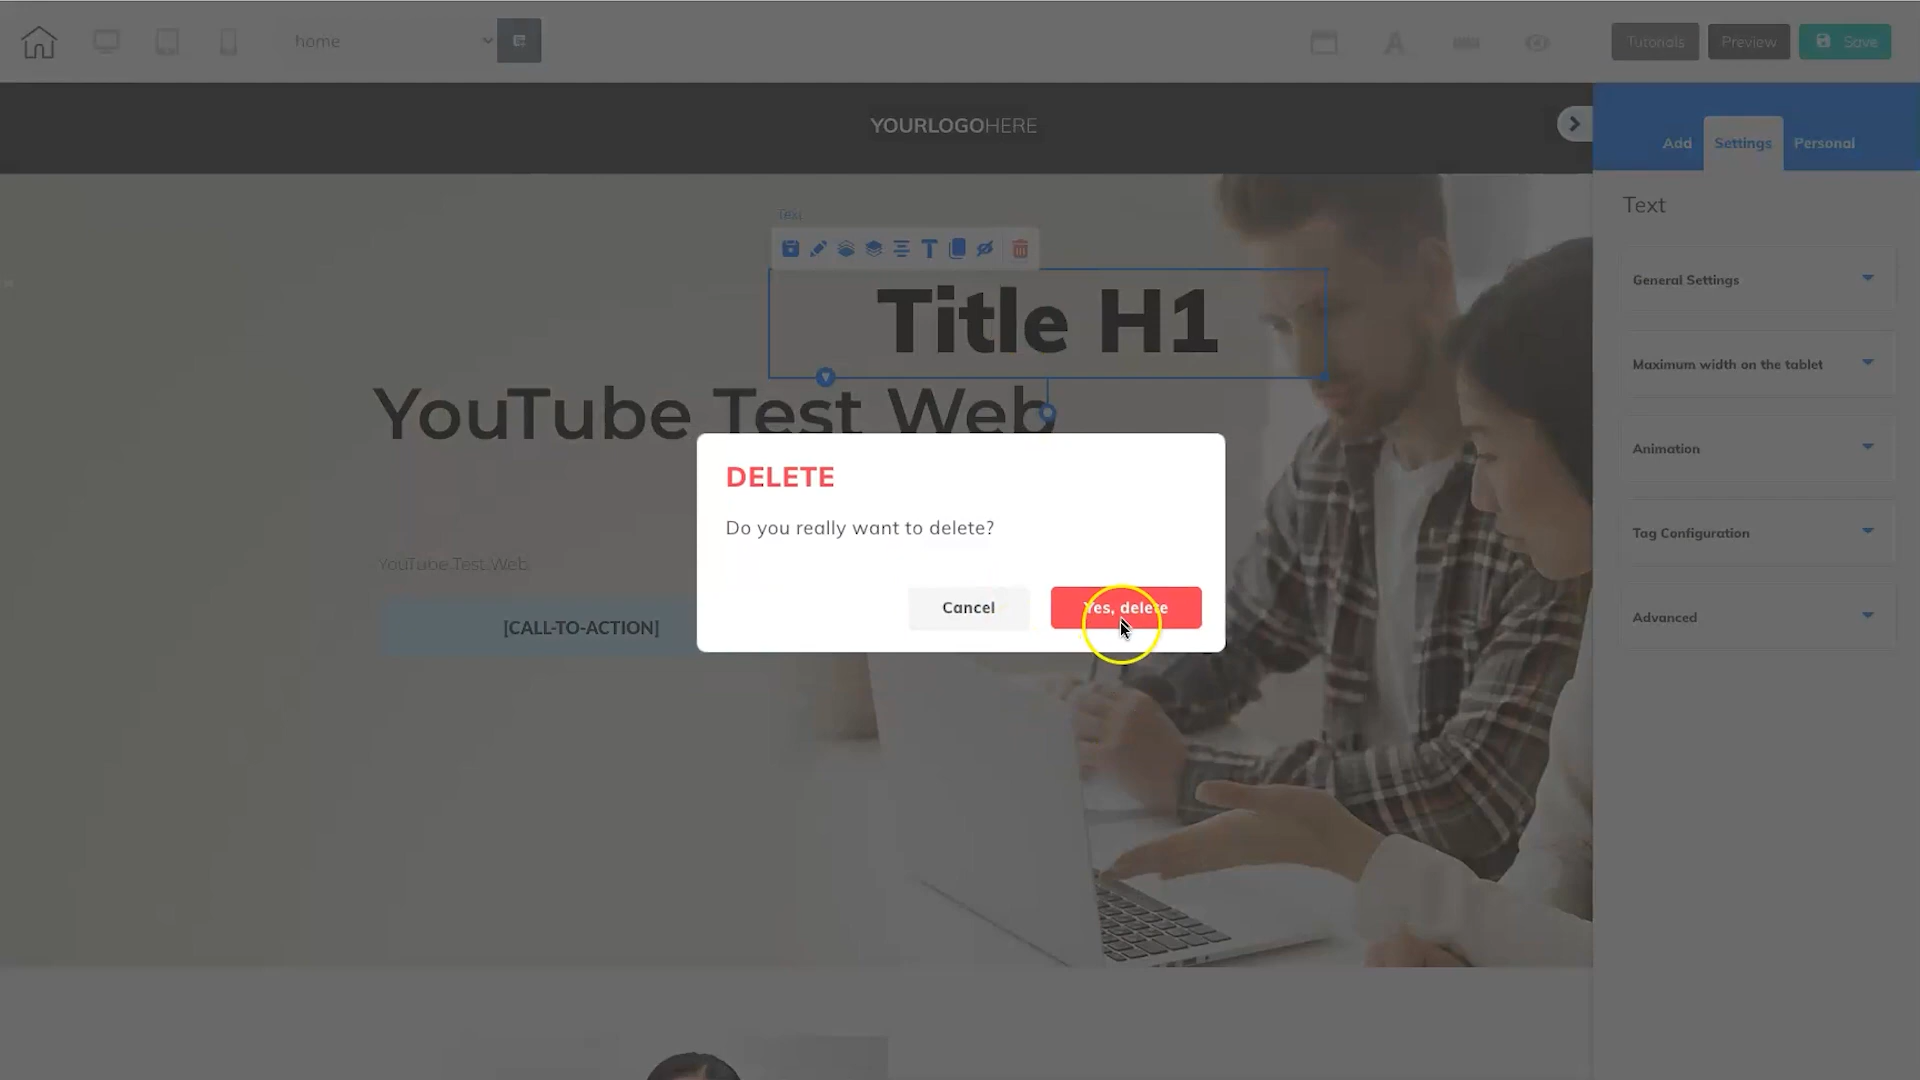 home
Tutorials
Preview
Save
YOURLOGOHERE
Add
Settings
Personal
Text
Text
General Settings
Title H1
Maximum width on the tablet
YouTube Test Web
Animation
DELETE
Do you really want to delete?
Tag Configuration
YouTube Test Web
Cancel
Yes, delete
Advanced
[CALL-TO-ACTION]